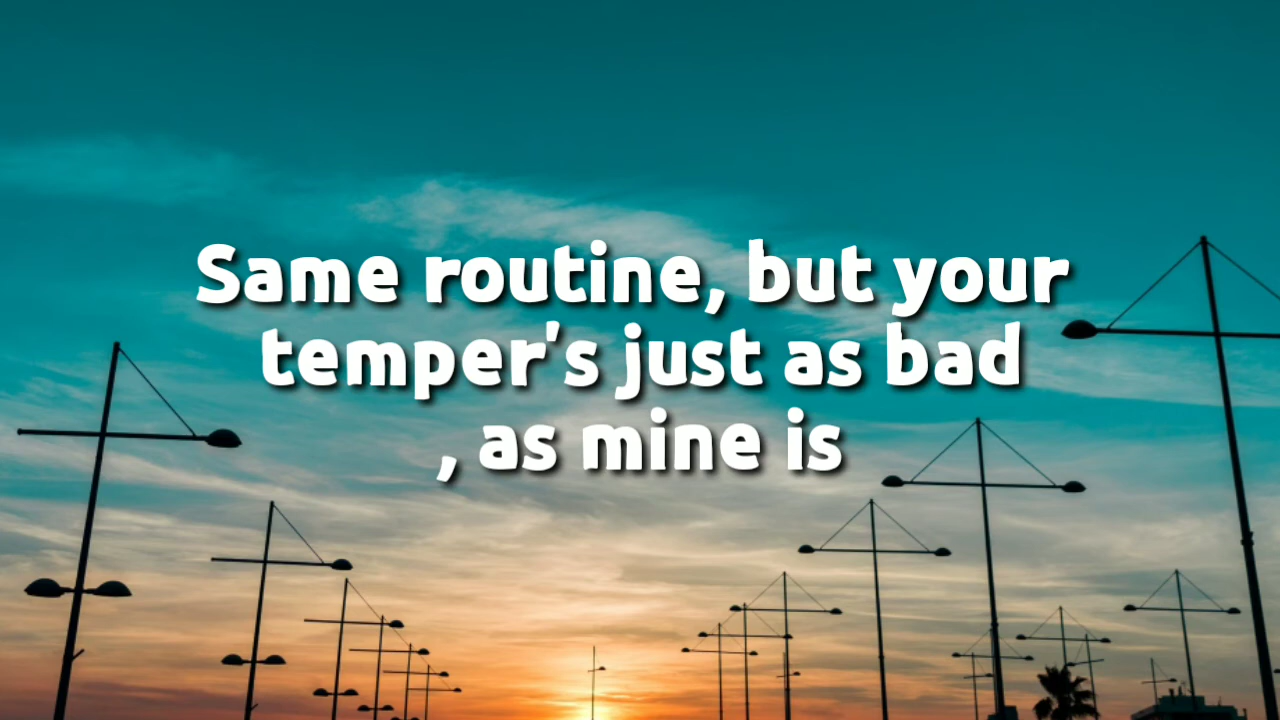 Same routine, but your
temper's just as bad
, as mine is